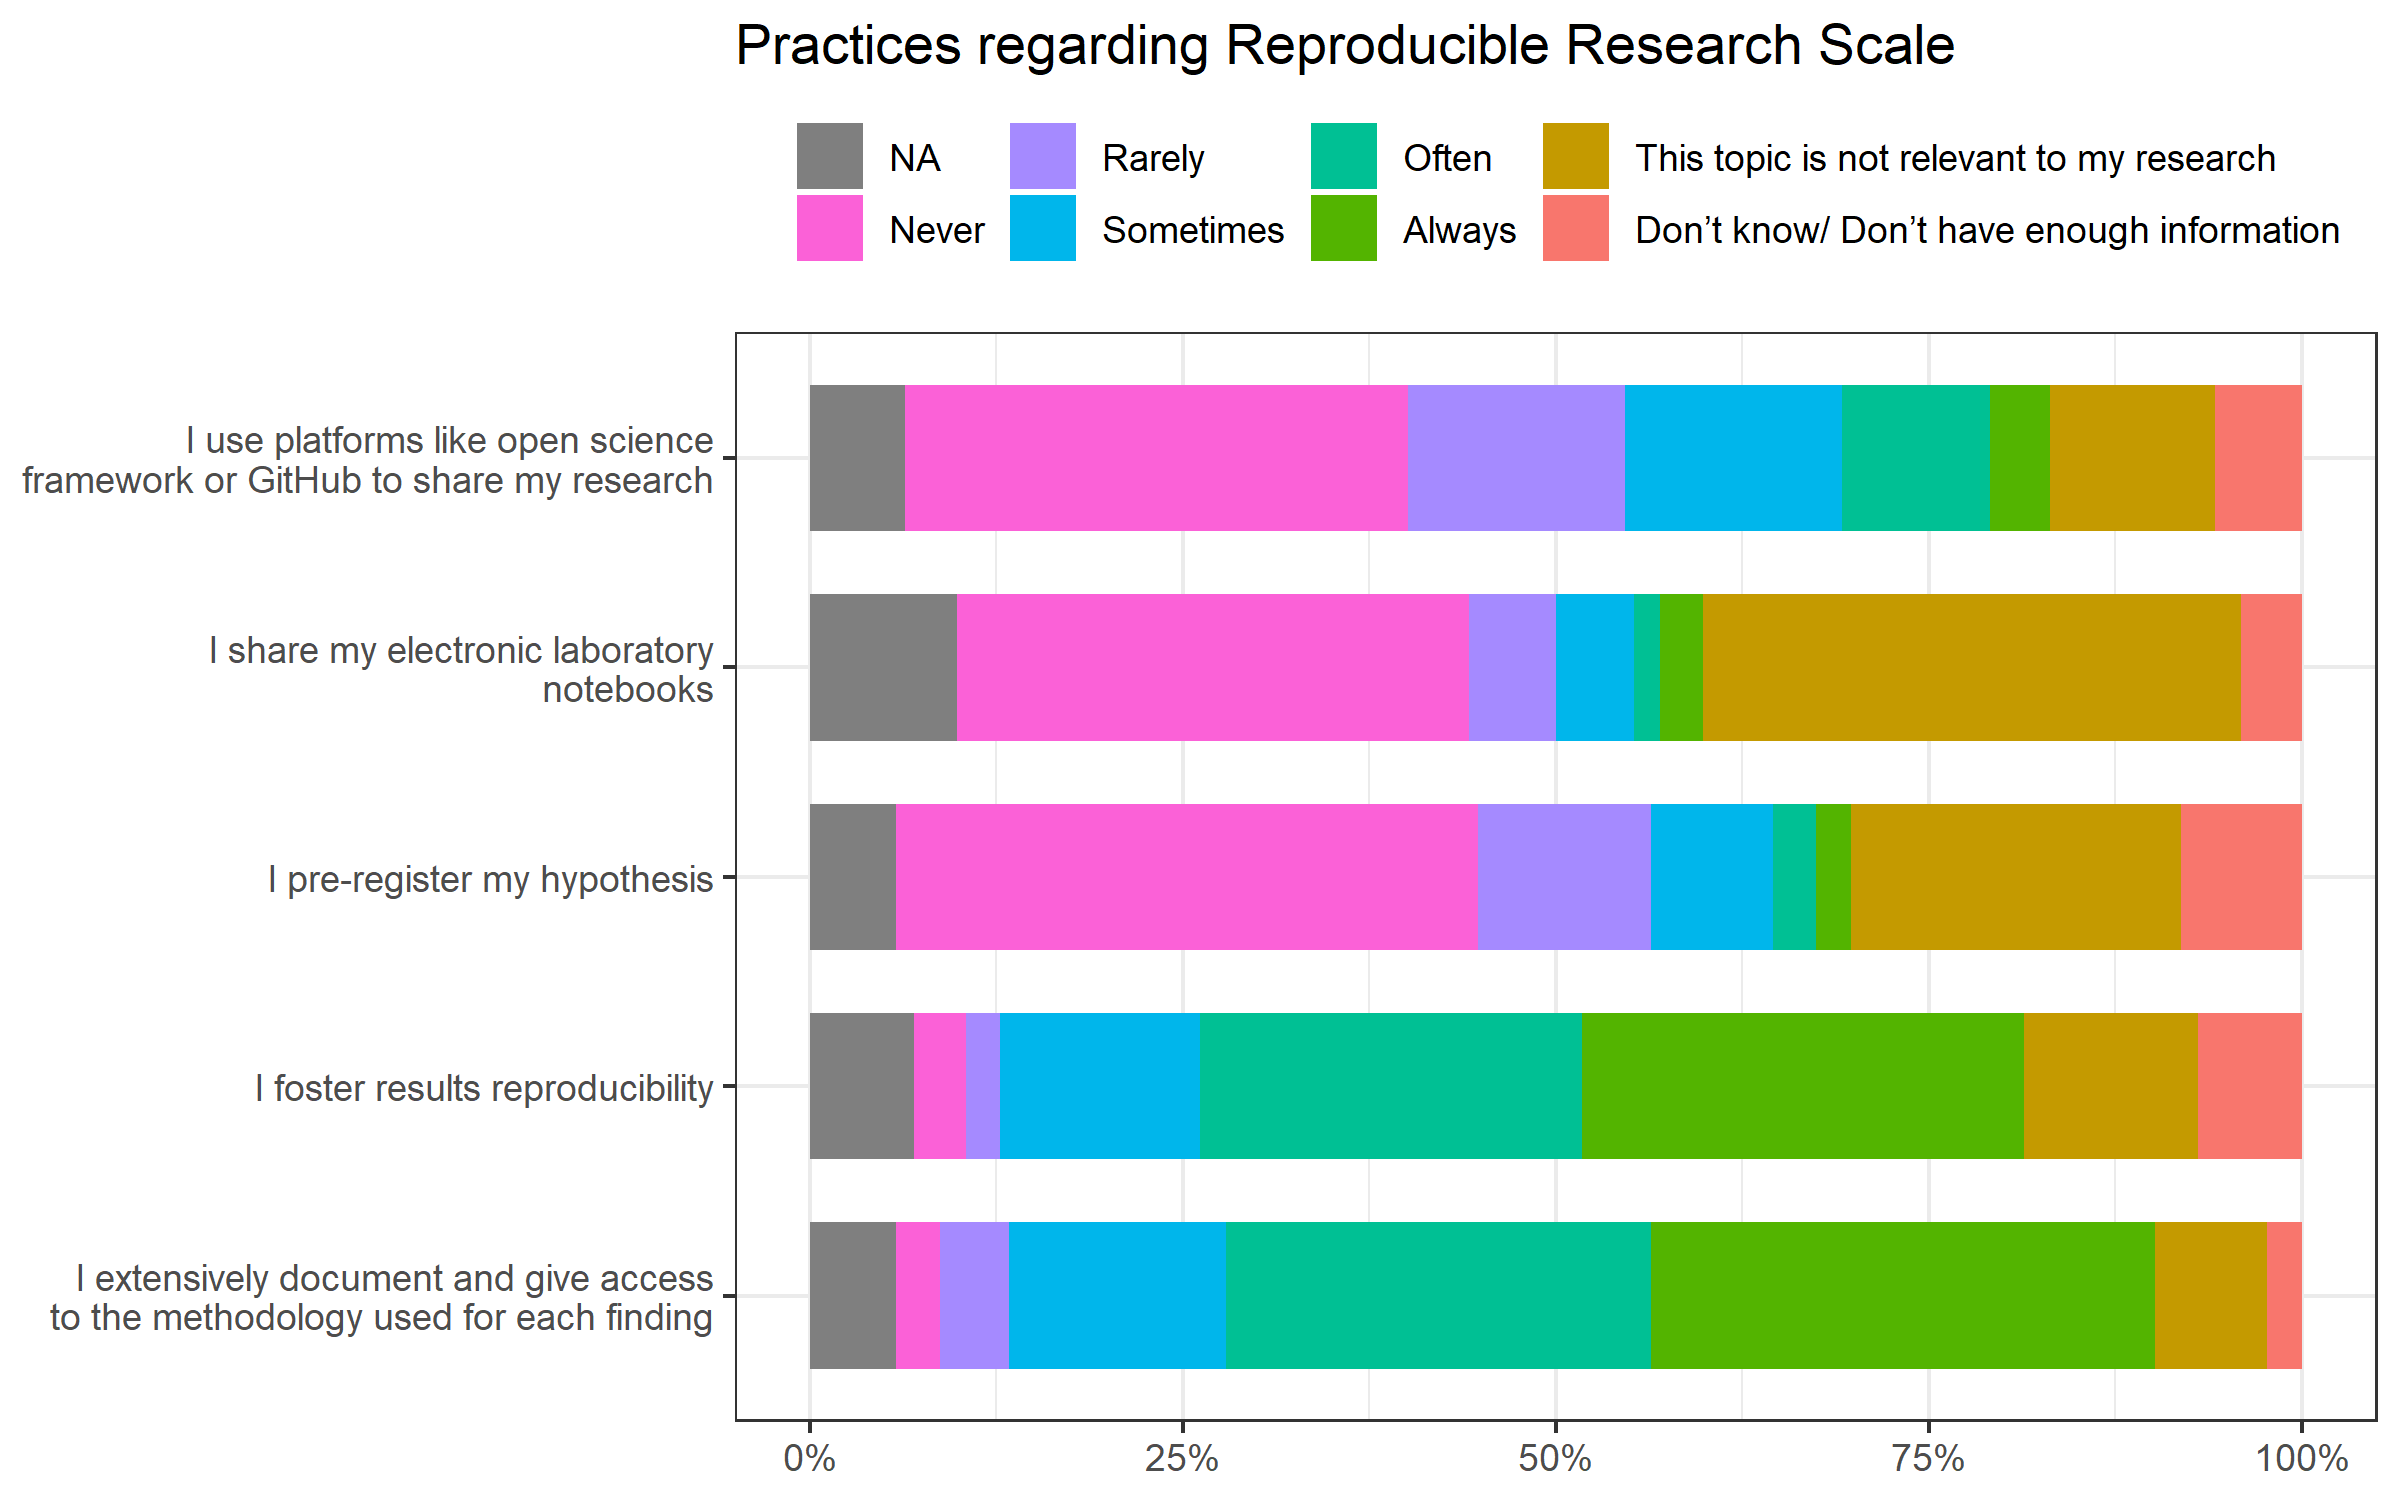 Practices regarding Reproducible Research Scale
NA
Rarely
Often
This topic is not relevant to my research
Never
Sometimes
Always
Don’t know/ Don’t have enough information
I use platforms like open science
framework or GitHub to share my research
I share my electronic laboratory
notebooks
I pre-register my hypothesis
I foster results reproducibility
I extensively document and give access
to the methodology used for each finding
0%
25%
50%
75%
100%